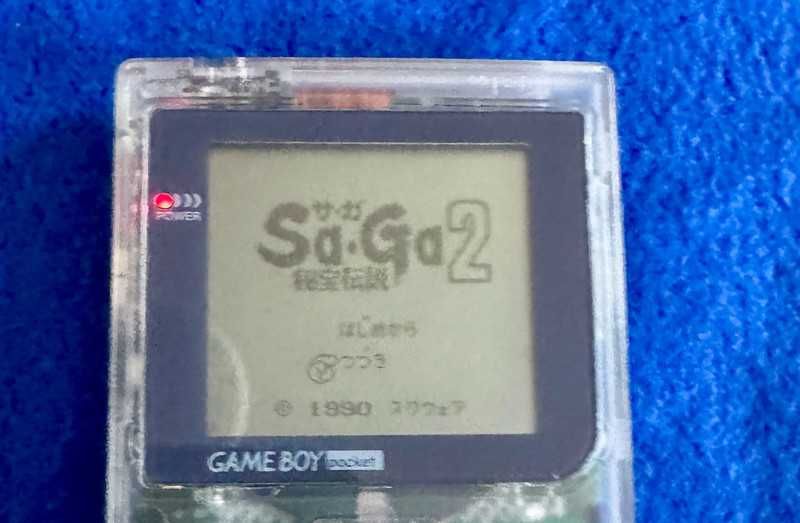 POWER
サ・ガ
Sa・Ga2
秘宝伝説
はじめから
つづき
© 1990 スクウェア
GAME BOY pocket